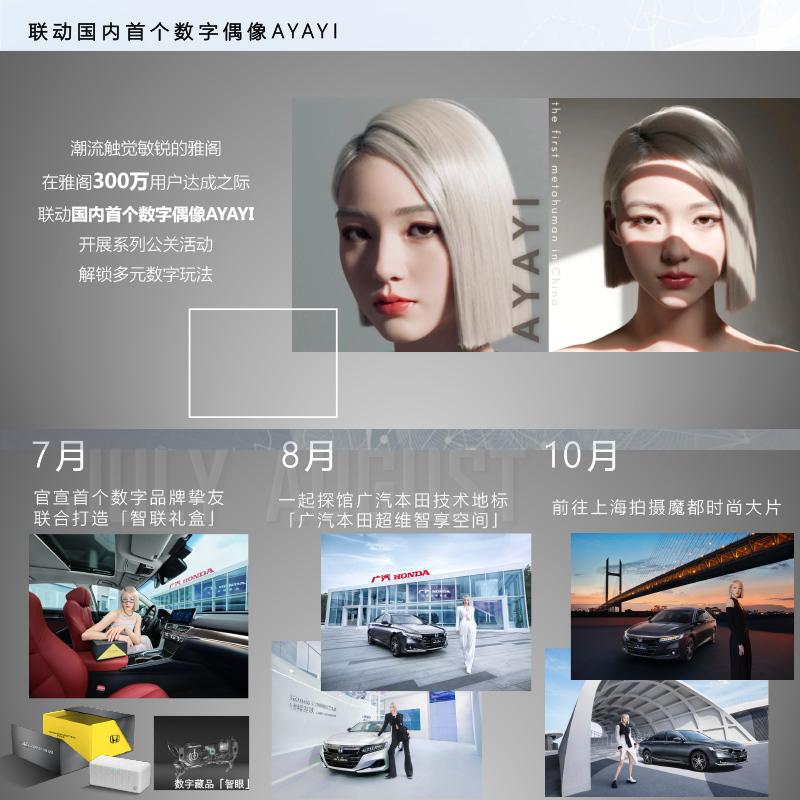 联动国内首个数字偶像AYAYI
潮流触觉敏锐的雅阁
在雅阁300万用户达成之际
联动国内首个数字偶像AYAYI
开展系列公关活动
解锁多元数字玩法
AYAYI
the first metahuman in China
JULY
AUGUST
7月
8月
10月
官宣首个数字品牌挚友
联合打造「智联礼盒」
一起探馆广汽本田技术地标
「广汽本田超维智享空间」
前往上海拍摄魔都时尚大片
广汽 HONDA
广汽 HONDA
数字藏品「智眼」